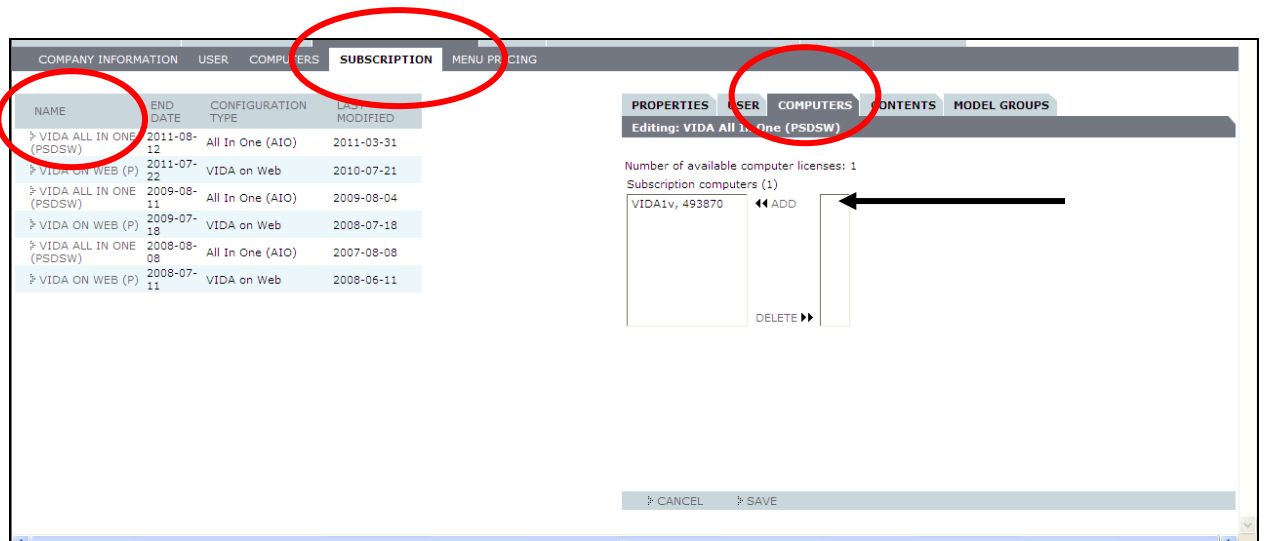 COMPANY INFORMATION USER COMPUTERS SUBSCRIPTION MENU PRICING
NAME END DATE CONFIGURATION TYPE LAST MODIFIED
VIDA ALL IN ONE (PSDSW) 2011-08-12 All In One (AIO) 2011-03-31
VIDA ON WEB (P) 2011-07-22 VIDA on Web 2010-07-21
VIDA ALL IN ONE (PSDSW) 2009-08-11 All In One (AIO) 2009-08-04
VIDA ON WEB (P) 2009-07-18 VIDA on Web 2008-07-18
VIDA ALL IN ONE (PSDSW) 2008-08-08 All In One (AIO) 2007-08-08
VIDA ON WEB (P) 2008-07-11 VIDA on Web 2008-06-11
PROPERTIES USER COMPUTERS CONTENTS MODEL GROUPS
Editing: VIDA All In One (PSDSW)
Number of available computer licenses: 1
Subscription computers (1)
VIDA1v, 493870 ADD
DELETE
CANCEL SAVE